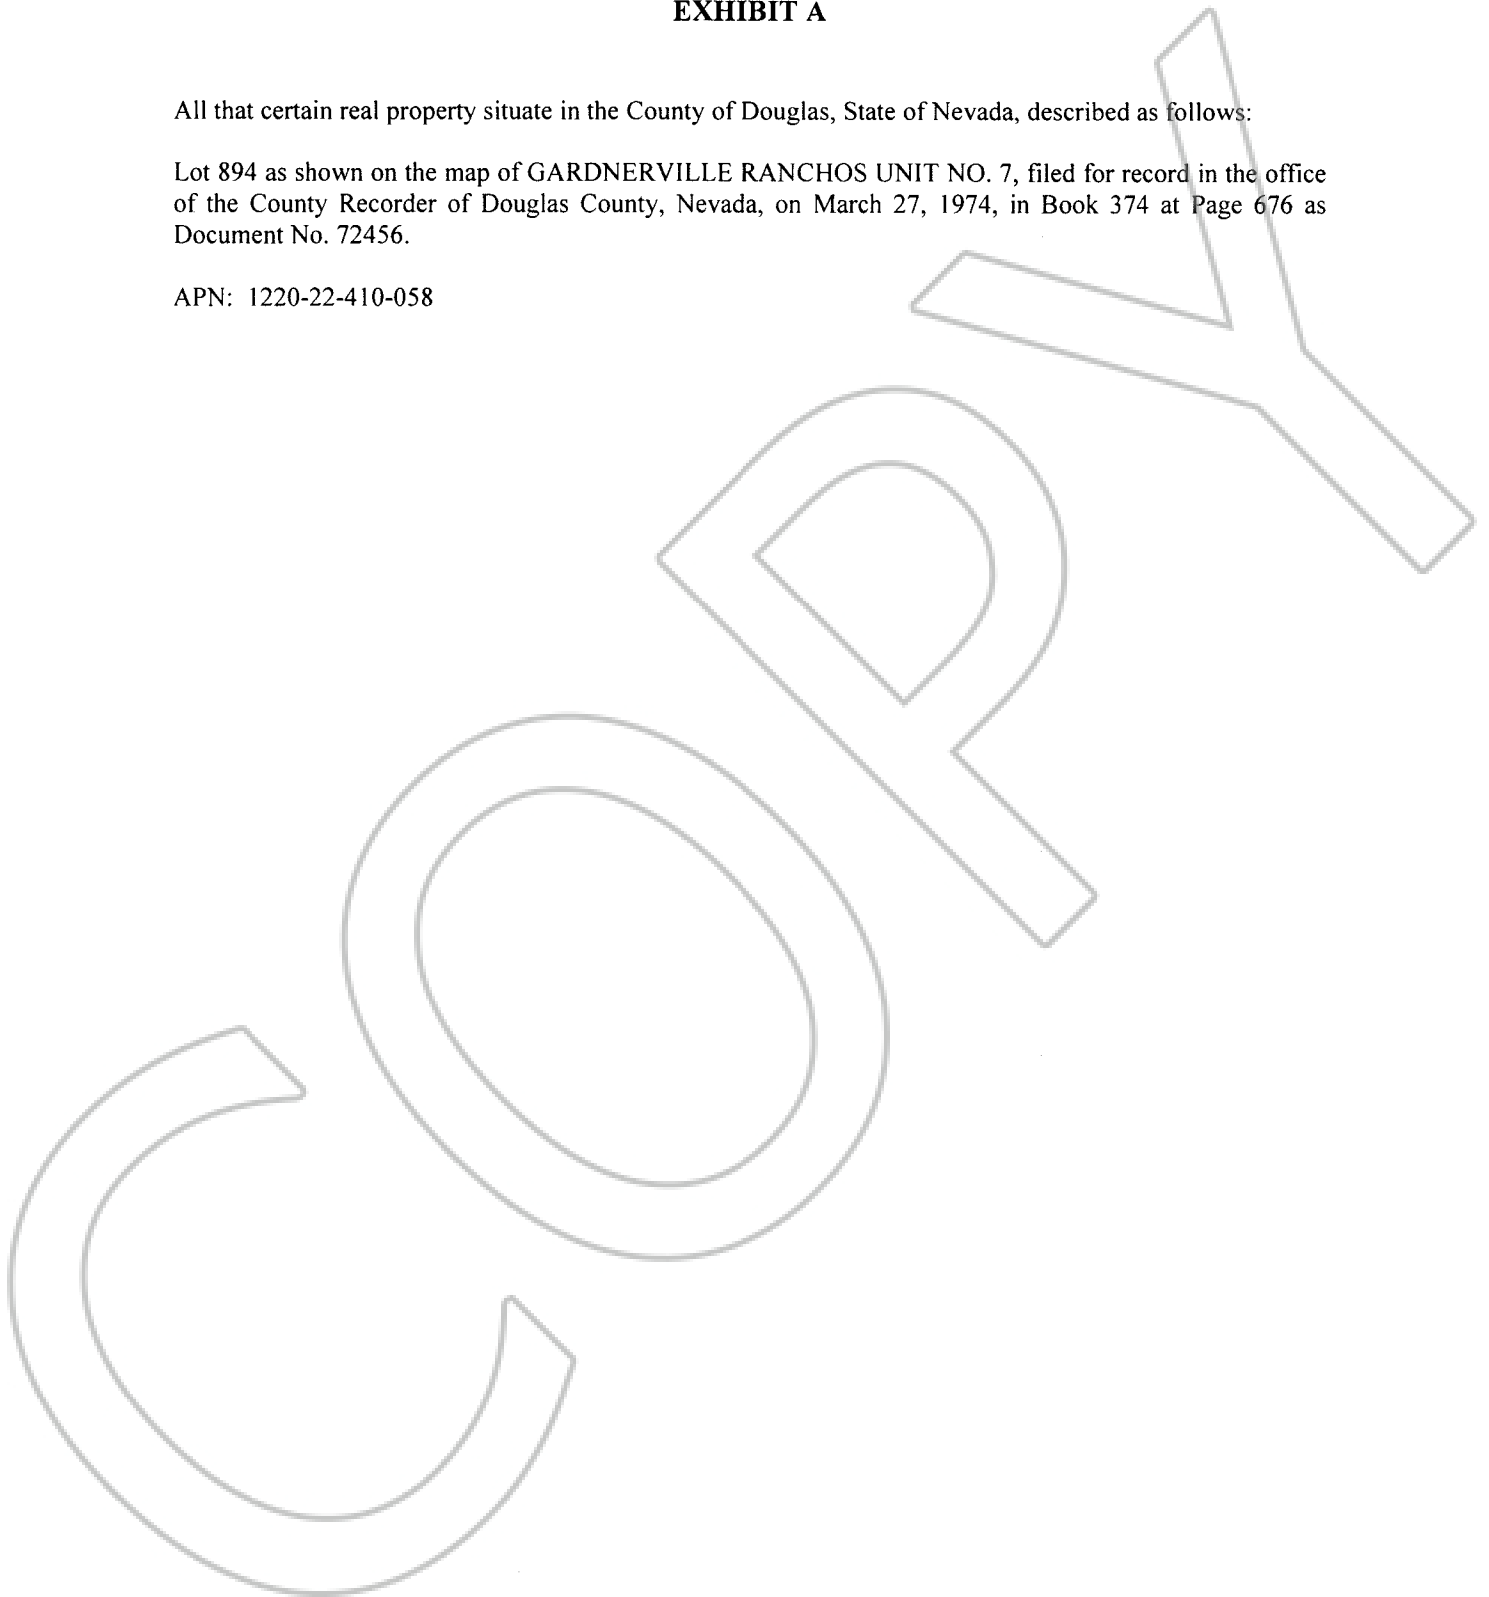 EXHIBIT A
All that certain real property situate in the County of Douglas, State of Nevada, described as follows:
Lot 894 as shown on the map of GARDNERVILLE RANCHOS UNIT NO. 7, filed for record in the office
of the County Recorder of Douglas County, Nevada, on March 27, 1974, in Book 374 at Page 676 as
Document No. 72456.
APN: 1220-22-410-058
COPY